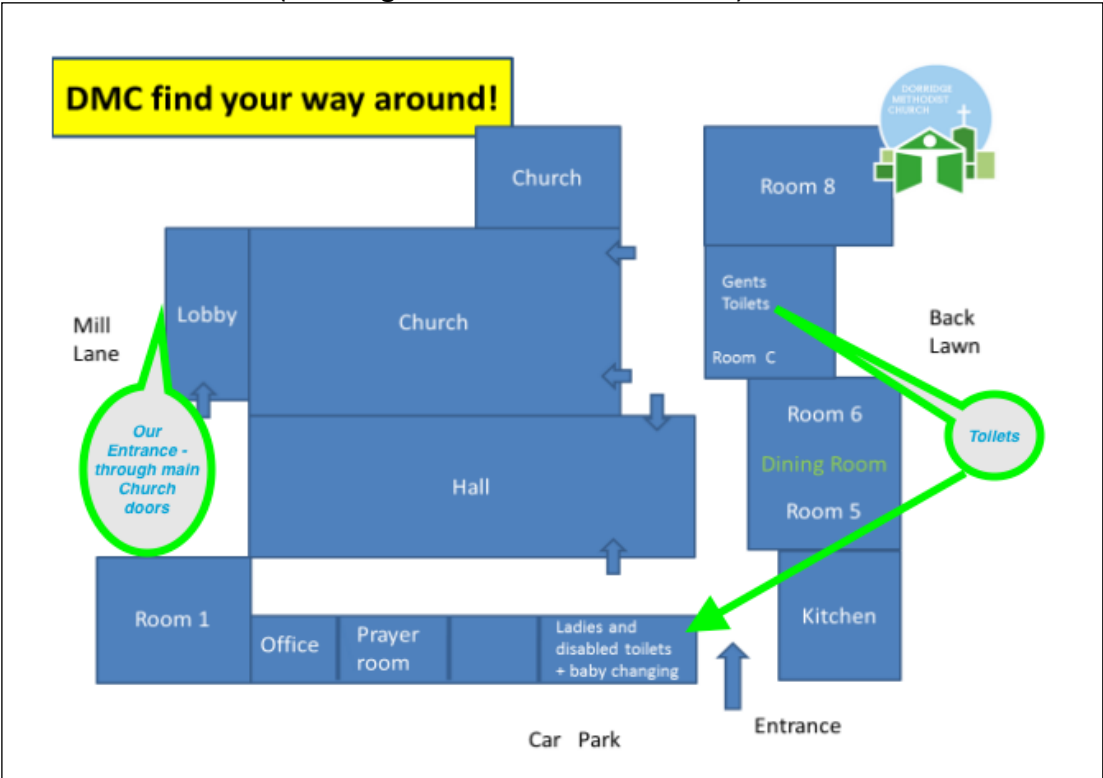 DMC find your way around!
DORRIDGE
METHODIST
CHURCH
Church
Room 8
Mill
Lane
Lobby
Church
Gents
Toilets
Room C
Back
Lawn
Our
Entrance -
through main
Church
doors
Hall
Room 6
Dining Room
Room 5
Toilets
Room 1
Office
Prayer
room
Ladies and
disabled toilets
+ baby changing
Kitchen
Entrance
Car Park